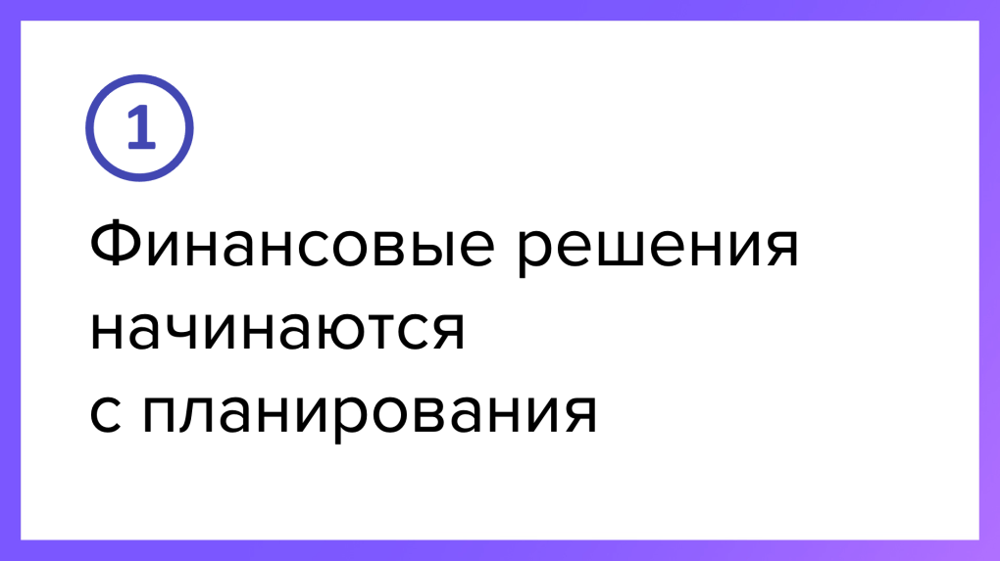 1
Финансовые решения
начинаются
с планирования